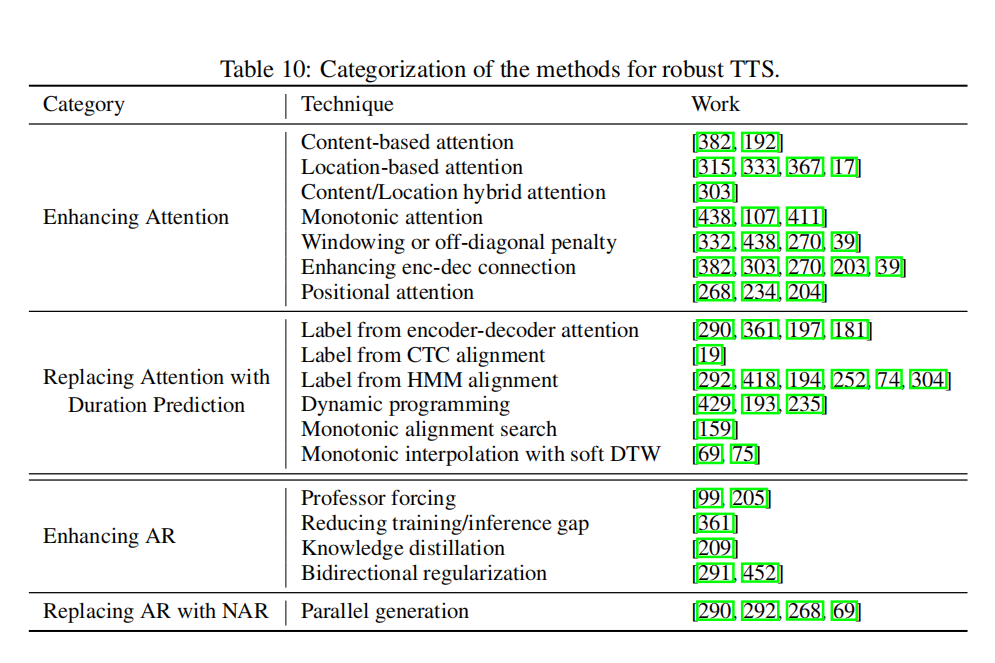 Table 10: Categorization of the methods for robust TTS.
Category Technique Work
Content-based attention [382, 192]
Location-based attention [315, 333, 367, 17]
Content/Location hybrid attention [303]
Enhancing Attention Monotonic attention [438, 107, 411]
Windowing or off-diagonal penalty [332, 438, 270, 39]
Enhancing enc-dec connection [382, 303, 270, 203, 39]
Positional attention [268, 234, 204]
Label from encoder-decoder attention [290, 361, 197, 181]
Label from CTC alignment [19]
Replacing Attention with Label from HMM alignment [292, 418, 194, 252, 74, 304]
Duration Prediction Dynamic programming [429, 193, 235]
Monotonic alignment search [159]
Monotonic interpolation with soft DTW [69, 75]
Professor forcing [99, 205]
Reducing training/inference gap [361]
Enhancing AR Knowledge distillation [209]
Bidirectional regularization [291, 452]
Replacing AR with NAR Parallel generation [290, 292, 268, 69]